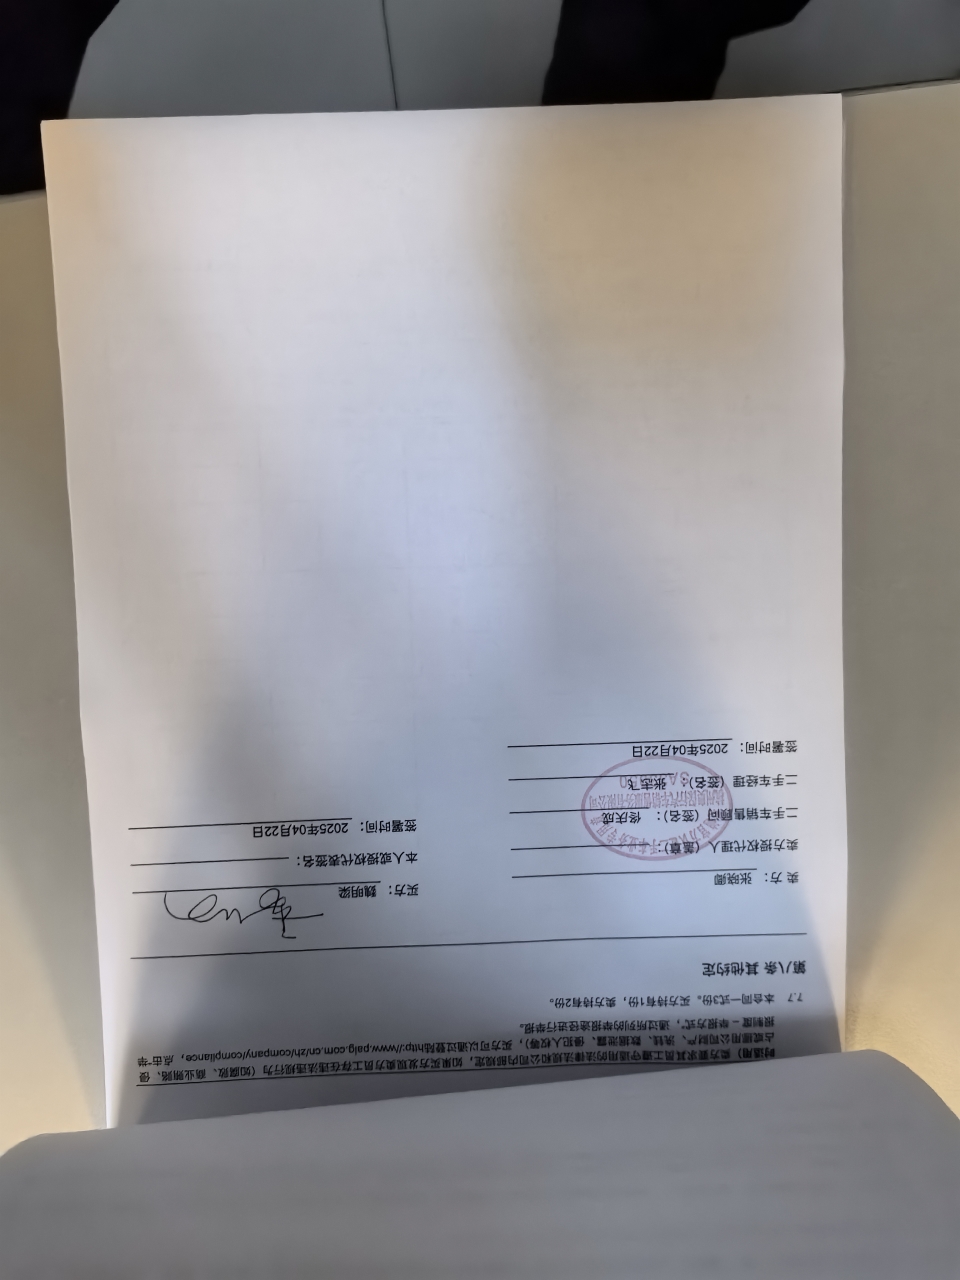 时适用）卖方要求其员工遵守适用的法律法规和公司内部规定，如果买方发现卖方员工存在违法违规行为（如腐败、商业贿赂、侵
占或挪用公司财产、洗钱、数据泄露、侵犯人权等），买方可以通过登陆http://www.paig.com.cn/zh/company/compliance，点击“举
报制度－举报方式”，通过所列的举报途径进行举报。
7.7 本合同一式3份，买方持有1份，卖方持有2份。
第八条 其他约定
卖 方：张晓卿
卖方授权代理人（盖章）：
二手车销售顾问（签名）：佟庆成
二手车经理（签名）：张志飞
签署时间：2025年04月22日
买方：魏明梁
本人或授权代表签名：
签署时间：2025年04月22日